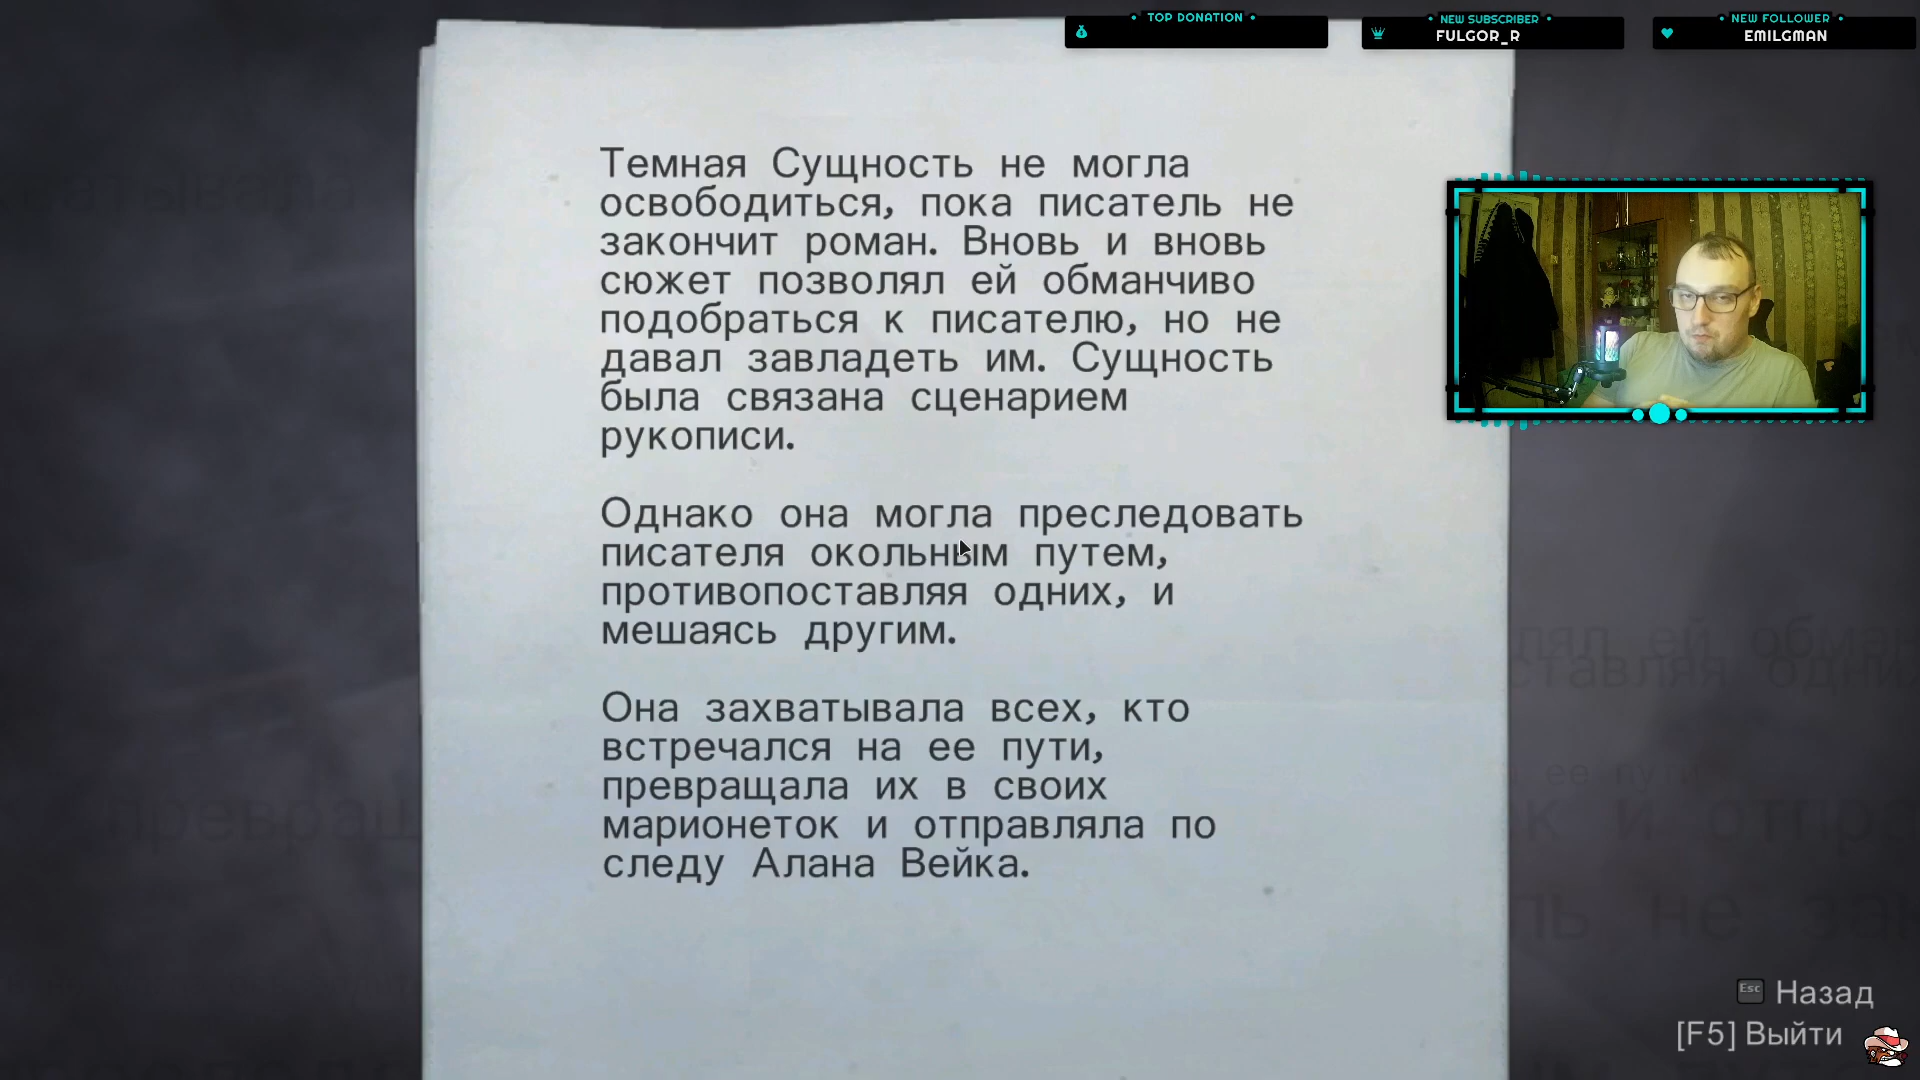 TOP DONATION
NEW SUBSCRIBER
FULGOR_R
NEW FOLLOWER
EMILGMAN
Темная Сущность не могла
освободиться, пока писатель не
закончит роман. Вновь и вновь
сюжет позволял ей обманчиво
подобраться к писателю, но не
давал завладеть им. Сущность
была связана сценарием
рукописи.
Однако она могла преследовать
писателя окольным путем,
противопоставляя одних, и
мешаясь другим.
Она захватывала всех, кто
встречался на ее пути,
превращала их в своих
марионеток и отправляла по
следу Алана Вейка.
Esc Назад
[F5] Выйти